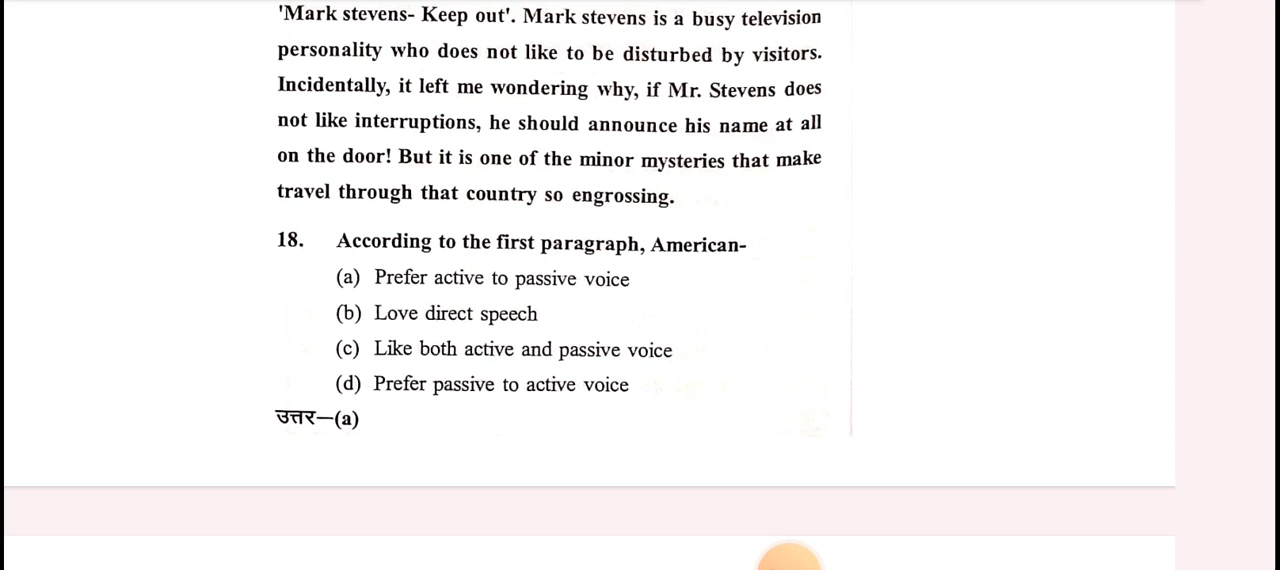 'Mark stevens- Keep out'. Mark stevens is a busy television
personality who does not like to be disturbed by visitors.
Incidentally, it left me wondering why, if Mr. Stevens does
not like interruptions, he should announce his name at all
on the door! But it is one of the minor mysteries that make
travel through that country so engrossing.
18. According to the first paragraph, American-
(a) Prefer active to passive voice
(b) Love direct speech
(c) Like both active and passive voice
(d) Prefer passive to active voice
उत्तर–(a)